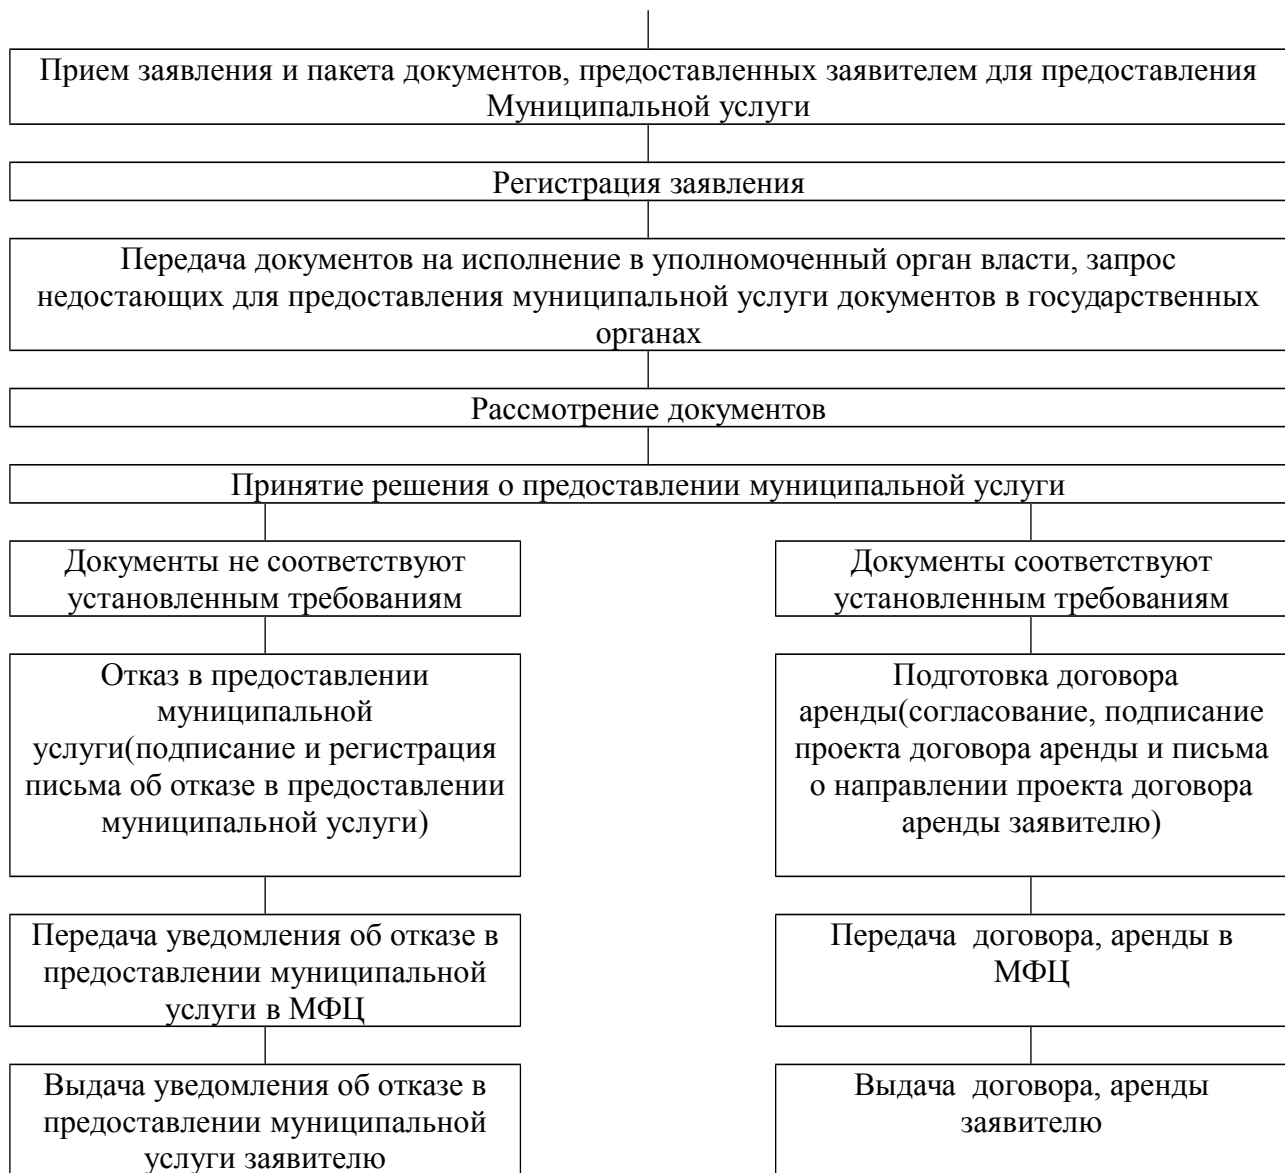 Прием заявления и пакета документов, предоставленных заявителем для предоставления
Муниципальной услуги
Регистрация заявления
Передача документов на исполнение в уполномоченный орган власти, запрос
недостающих для предоставления муниципальной услуги документов в государственных
органах
Рассмотрение документов
Принятие решения о предоставлении муниципальной услуги
Документы не соответствуют
установленным требованиям
Документы соответствуют
установленным требованиям
Отказ в предоставлении
муниципальной
услуги(подписание и регистрация
письма об отказе в предоставлении
муниципальной услуги)
Подготовка договора
аренды(согласование, подписание
проекта договора аренды и письма
о направлении проекта договора
аренды заявителю)
Передача уведомления об отказе в
предоставлении муниципальной
услуги в МФЦ
Передача  договора, аренды в
МФЦ
Выдача уведомления об отказе в
предоставлении муниципальной
услуги заявителю
Выдача  договора, аренды
заявителю